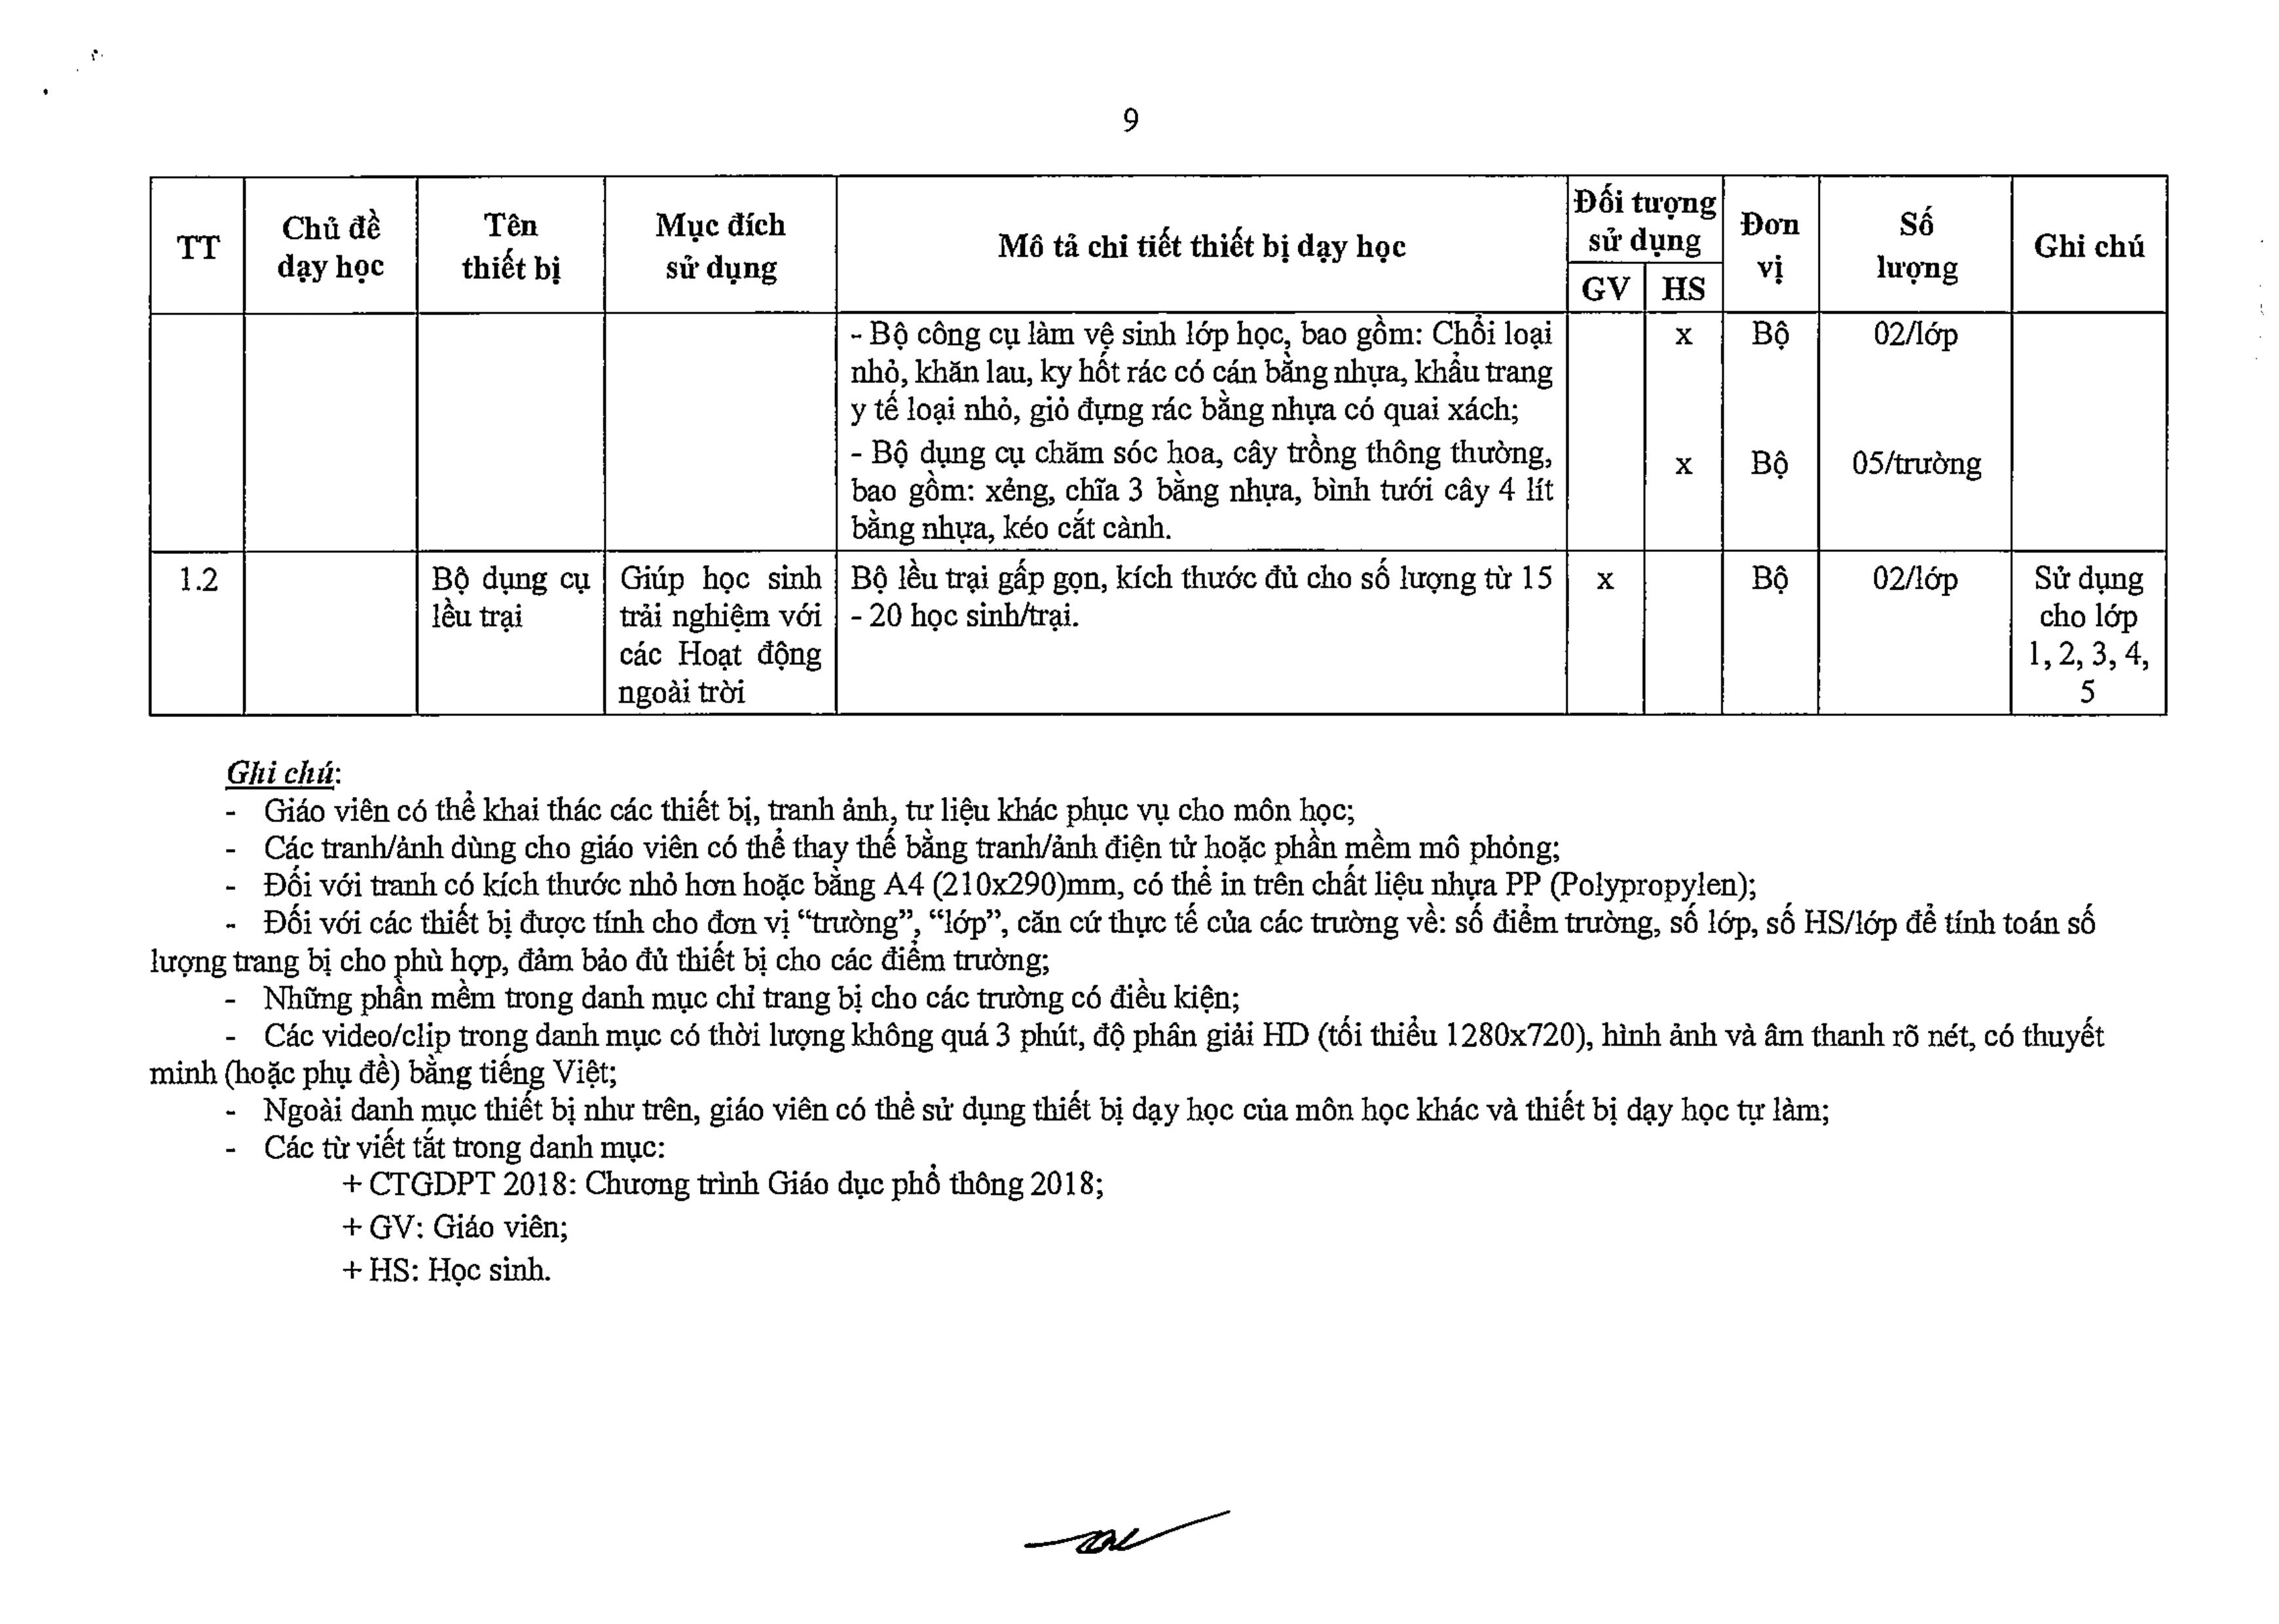 9
TT
Chủ đề
dạy học
Tên
thiết bị
Mục đích
sử dụng
Mô tả chi tiết thiết bị dạy học
Đối tượng
sử dụng
GV
HS
Đơn
vị
Số
lượng
Ghi chú
- Bộ công cụ làm vệ sinh lớp học, bao gồm: Chổi loại
nhỏ, khăn lau, ky hốt rác có cán bằng nhựa, khẩu trang
y tế loại nhỏ, giỏ đựng rác bằng nhựa có quai xách;
x
Bộ
02/lớp
- Bộ dụng cụ chăm sóc hoa, cây trồng thông thường,
bao gồm: xẻng, chĩa 3 bằng nhựa, bình tưới cây 4 lít
bằng nhựa, kéo cắt cành.
x
Bộ
05/trường
1.2
Bộ dụng cụ
lều trại
Giúp học sinh
trải nghiệm với
các Hoạt động
ngoài trời
Bộ lều trại gấp gọn, kích thước đủ cho số lượng từ 15
- 20 học sinh/trại.
x
Bộ
02/lớp
Sử dụng
cho lớp
1, 2, 3, 4,
5
Ghi chú:
- Giáo viên có thể khai thác các thiết bị, tranh ảnh, tư liệu khác phục vụ cho môn học;
- Các tranh/ảnh dùng cho giáo viên có thể thay thế bằng tranh/ảnh điện tử hoặc phần mềm mô phỏng;
- Đối với tranh có kích thước nhỏ hơn hoặc bằng A4 (210x290)mm, có thể in trên chất liệu nhựa PP (Polypropylen);
- Đối với các thiết bị được tính cho đơn vị “trường”, “lớp”, căn cứ thực tế của các trường về: số điểm trường, số lớp, số HS/lớp để tính toán số
lượng trang bị cho phù hợp, đảm bảo đủ thiết bị cho các điểm trường;
- Những phần mềm trong danh mục chỉ trang bị cho các trường có điều kiện;
- Các video/clip trong danh mục có thời lượng không quá 3 phút, độ phân giải HD (tối thiểu 1280x720), hình ảnh và âm thanh rõ nét, có thuyết
minh (hoặc phụ đề) bằng tiếng Việt;
- Ngoài danh mục thiết bị như trên, giáo viên có thể sử dụng thiết bị dạy học của môn học khác và thiết bị dạy học tự làm;
- Các từ viết tắt trong danh mục:
+ CTGDPT 2018: Chương trình Giáo dục phổ thông 2018;
+ GV: Giáo viên;
+ HS: Học sinh.